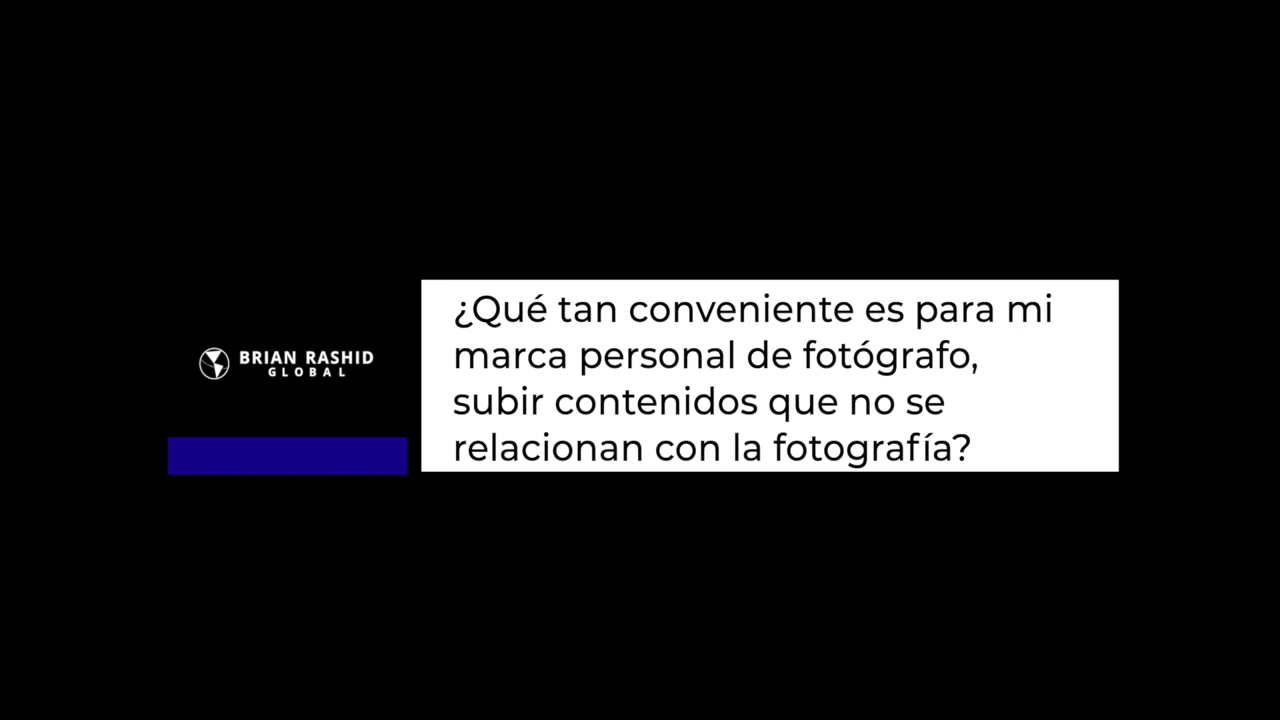 BRIAN RASHID
GLOBAL
¿Qué tan conveniente es para mi
marca personal de fotógrafo,
subir contenidos que no se
relacionan con la fotografía?